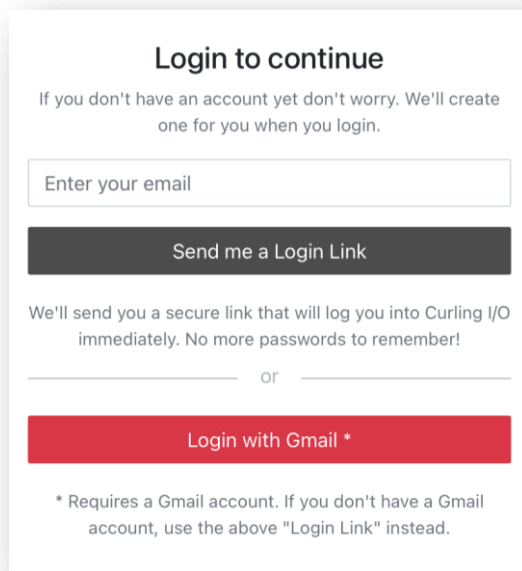 Login to continue
If you don't have an account yet don't worry. We'll create
one for you when you login.
Enter your email
Send me a Login Link
We'll send you a secure link that will log you into Curling I/O
immediately. No more passwords to remember!
or
Login with Gmail *
* Requires a Gmail account. If you don't have a Gmail
account, use the above "Login Link" instead.